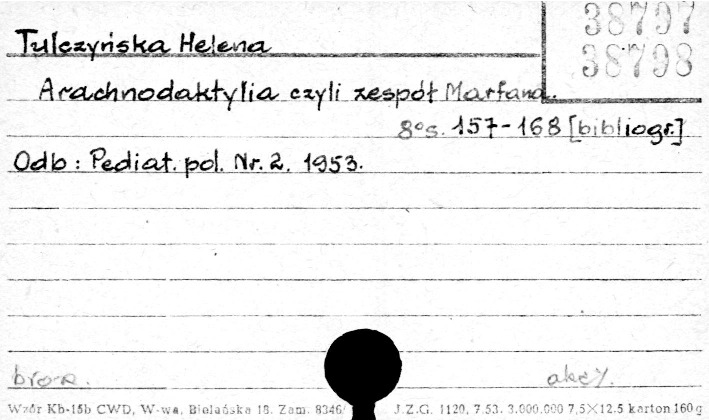 38797
38798
Tulczyńska Helena
Arachnodaktylia czyli zespół Marfana.
8° s. 157-168 [bibliogr.]
Odb: Pediat. pol. Nr. 2. 1953.
brosz. akc.
Wzór Kb-15b CWD, W-wa, Bielańska 18. Zam. 8346/ J.Z.G. 1120. 7.53. 3.000.000 7,5×12.5 karton 160g